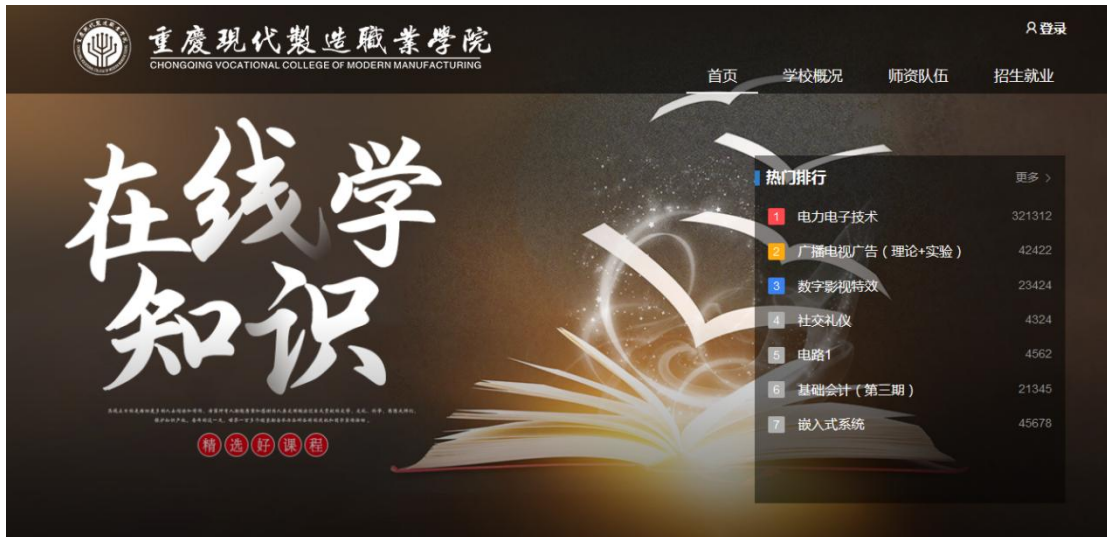 重慶現代製造職業學院
CHONGQING VOCATIONAL COLLEGE OF MODERN MANUFACTURING
登录
首页 学校概况 师资队伍 招生就业
在线学
知识
精选好课程
热门排行 更多 >
1 电力电子技术 321312
2 广播电视广告（理论+实验） 42422
3 数字影视特效 23424
4 社交礼仪 4324
5 电路1 4562
6 基础会计（第三期） 21345
7 嵌入式系统 45678